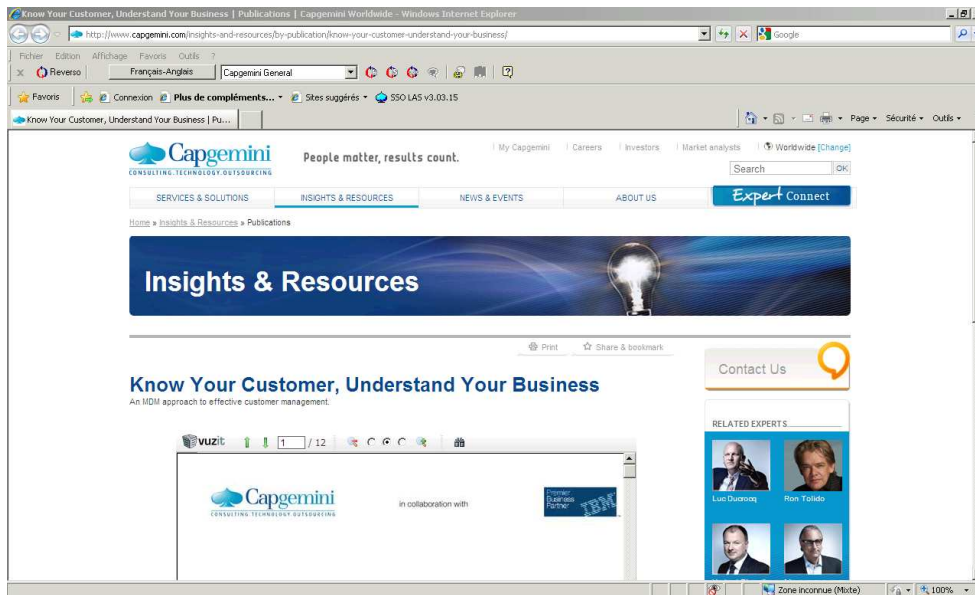 Know Your Customer, Understand Your Business | Publications | Capgemini Worldwide - Windows Internet Explorer
http://www.capgemini.com/insights-and-resources/by-publication/know-your-customer-understand-your-business/
Google
Fichier Edition Affichage Favoris Outils ?
Reverso Français-Anglais Capgemini General
Favoris Connexion Plus de compléments... Sites suggérés SSO LAS v3.03.15
Know Your Customer, Understand Your Business | Pu...
Page Sécurité Outils
Capgemini
CONSULTING.TECHNOLOGY.OUTSOURCING
People matter, results count.
My Capgemini Careers Investors Market analysts Worldwide [Change]
Search OK
SERVICES & SOLUTIONS INSIGHTS & RESOURCES NEWS & EVENTS ABOUT US Expert Connect
Home » Insights & Resources » Publications
Insights & Resources
Print Share & bookmark
Contact Us
Know Your Customer, Understand Your Business
An MDM approach to effective customer management.
RELATED EXPERTS
vuzit 1 / 12
Capgemini
CONSULTING TECHNOLOGY OUTSOURCING
in collaboration with
Premier
Business
Partner
IBM
Luc Ducrocq Ron Tolido
Zone inconnue (Mixte) 100%